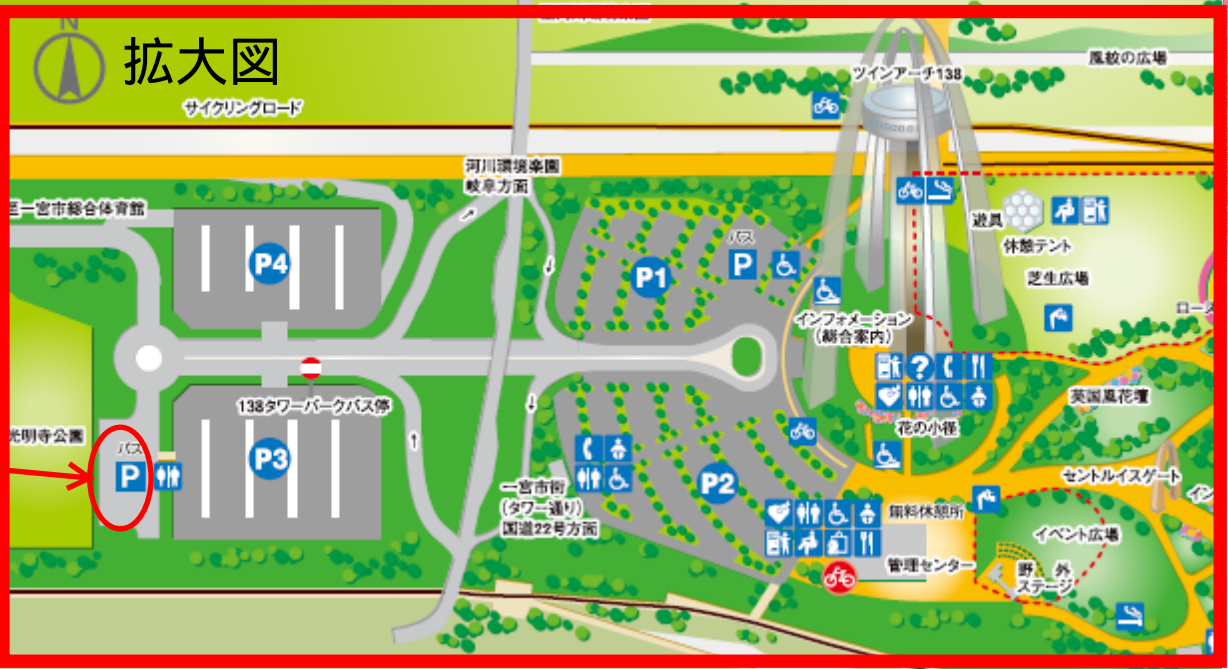 N
拡大図
サイクリングロード
ツインアーチ138
風紋の広場
河川環境楽園
岐阜方面
至一宮市総合体育館
遊具
休憩テント
芝生広場
P4
P1
バス
P
インフォメーション
(総合案内)
ロース
138タワーパークバス停
?
英国風花壇
花の小径
光明寺公園
バス
P
P3
P2
一宮市街
(タワー通り)
国道22号方面
セントルイスゲート
イン
無料休憩所
イベント広場
管理センター
野 外
ステージ